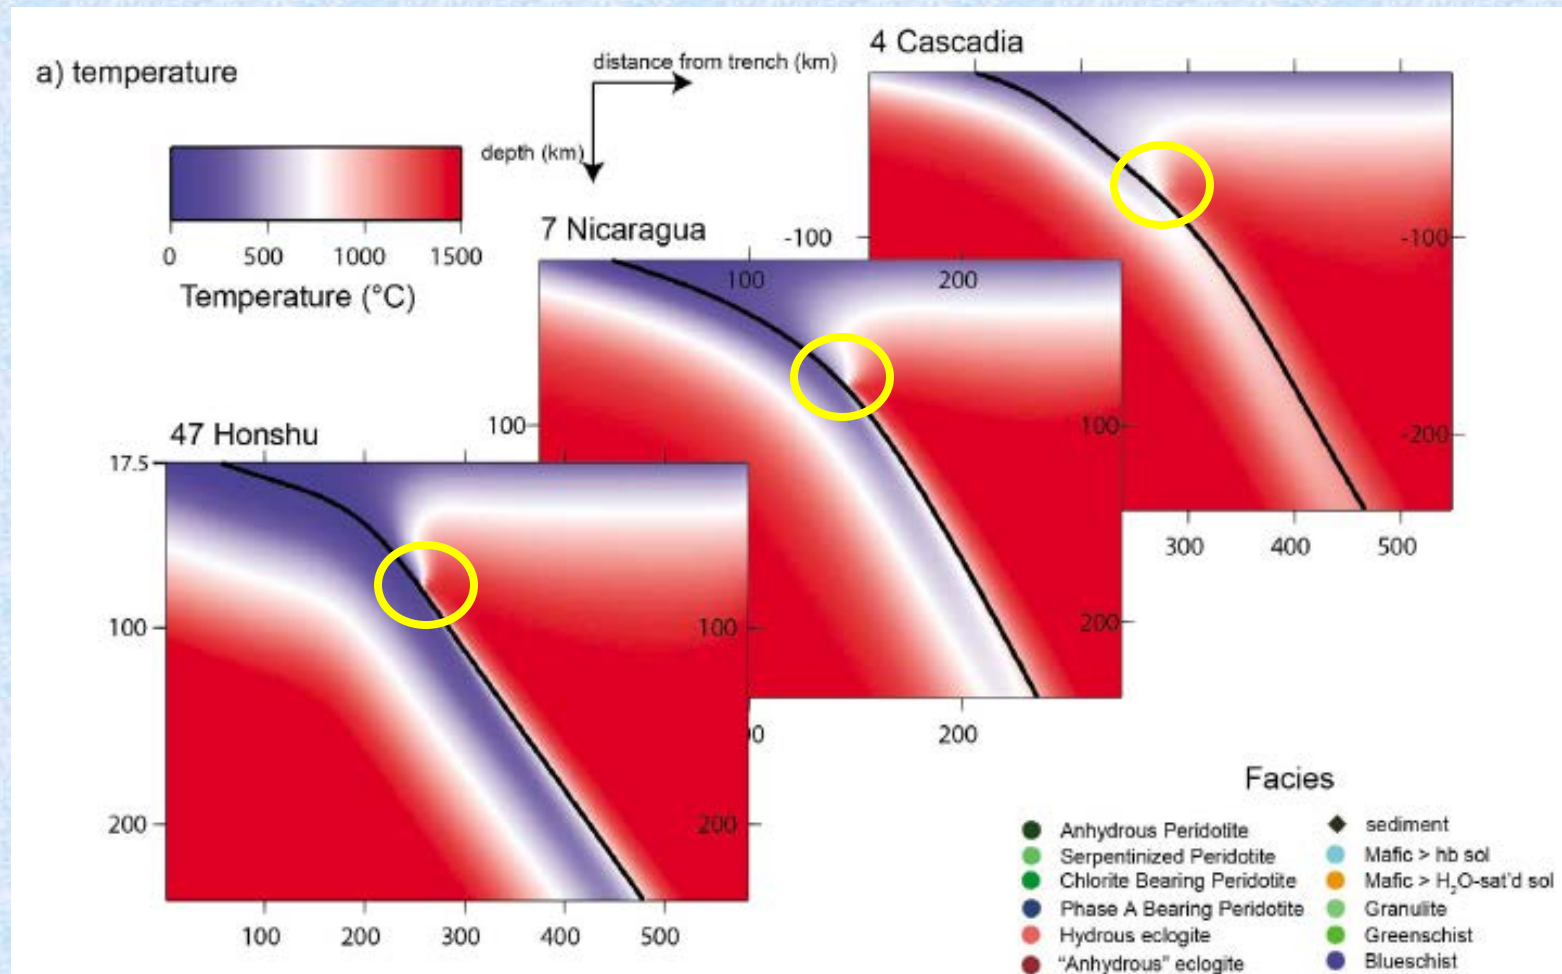 a) temperature
0 500 1000 1500
Temperature (°C)
distance from trench (km)
depth (km)
4 Cascadia
-100 -100
-200
300 400 500
7 Nicaragua
100 200
100 100
200
200
47 Honshu
17.5
100 100
200 200
100 200 300 400 500
Facies
Anhydrous Peridotite
Serpentinized Peridotite
Chlorite Bearing Peridotite
Phase A Bearing Peridotite
Hydrous eclogite
"Anhydrous" eclogite
sediment
Mafic > hb sol
Mafic > H₂O-sat'd sol
Granulite
Greenschist
Blueschist